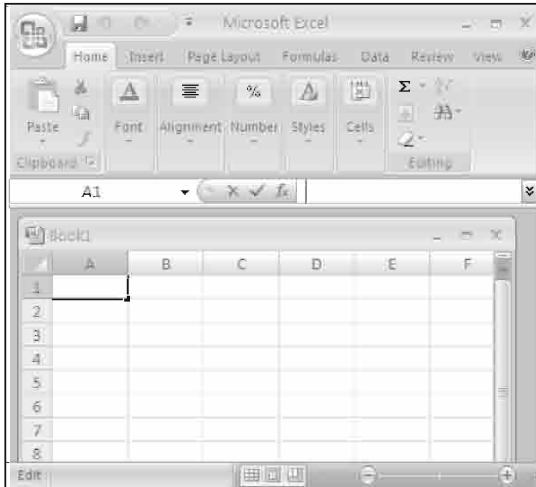 Microsoft Excel
Home Insert Page Layout Formulas Data Review View
Paste
Font
Alignment
Number
Styles
Cells
Σ
Clipboard
Editing
A1
fx
Book1
A B C D E F
1
2
3
4
5
6
7
8
Edit